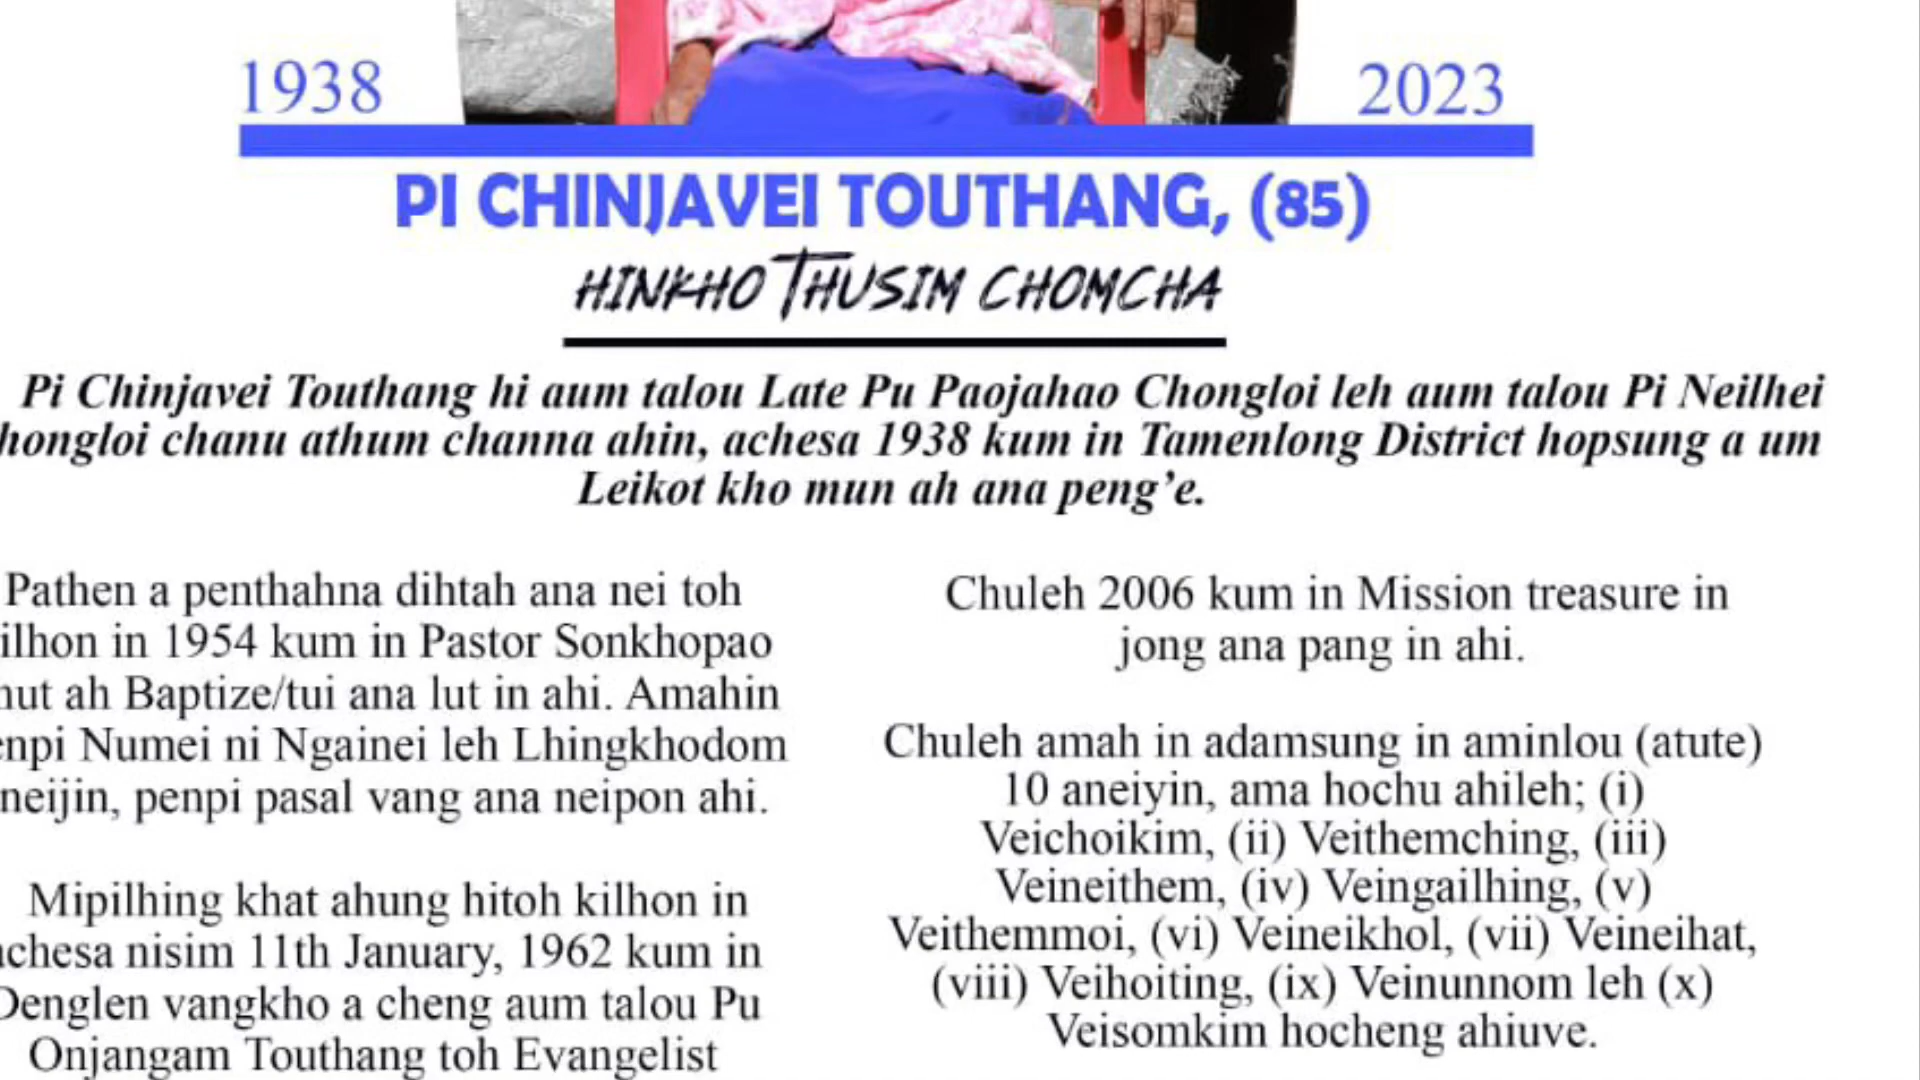 1938
2023
PI CHINJAVEI TOUTHANG, (85)
HINKHO THUSIM CHOMCHA
Pi Chinjavei Touthang hi aum talou Late Pu Paojahao Chongloi leh aum talou Pi Neilhei
hongloi chanu athum channa ahin, achesa 1938 kum in Tamenlong District hopsung a um
Leikot kho mun ah ana peng’e.
Pathen a penthahna dihtah ana nei toh
ilhon in 1954 kum in Pastor Sonkhopao
ut ah Baptize/tui ana lut in ahi. Amahin
enpi Numei ni Ngainei leh Lhingkhodom
neijin, penpi pasal vang ana neipon ahi.
Mipilhing khat ahung hitoh kilhon in
achesa nisim 11th January, 1962 kum in
Denglen vangkho a cheng aum talou Pu
Onjangam Touthang toh Evangelist
Chuleh 2006 kum in Mission treasure in
jong ana pang in ahi.
Chuleh amah in adamsung in aminlou (atute)
10 aneiyin, ama hochu ahileh; (i)
Veichoikim, (ii) Veithemching, (iii)
Veineithem, (iv) Veingailhing, (v)
Veithemmoi, (vi) Veineikhol, (vii) Veineihat,
(viii) Veihoiting, (ix) Veinunnom leh (x)
Veisomkim hocheng ahiuve.